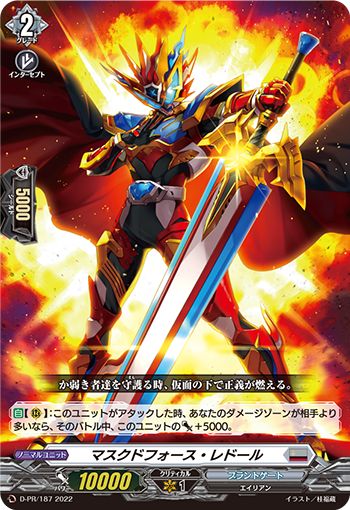 2
グレード
インターセプト
5000
シールド
か弱き者達を守護る時、仮面の下で正義が燃える。
【自】【(R)】:このユニットがアタックした時、あなたのダメージゾーンが相手より
多いなら、そのバトル中、このユニットの+5000。
ノーマルユニット
マスクドフォース・レドール
パワー 10000
クリティカル
1
ブラントゲート
エイリアン
D-PR/187 2022
イラスト/桂福蔵